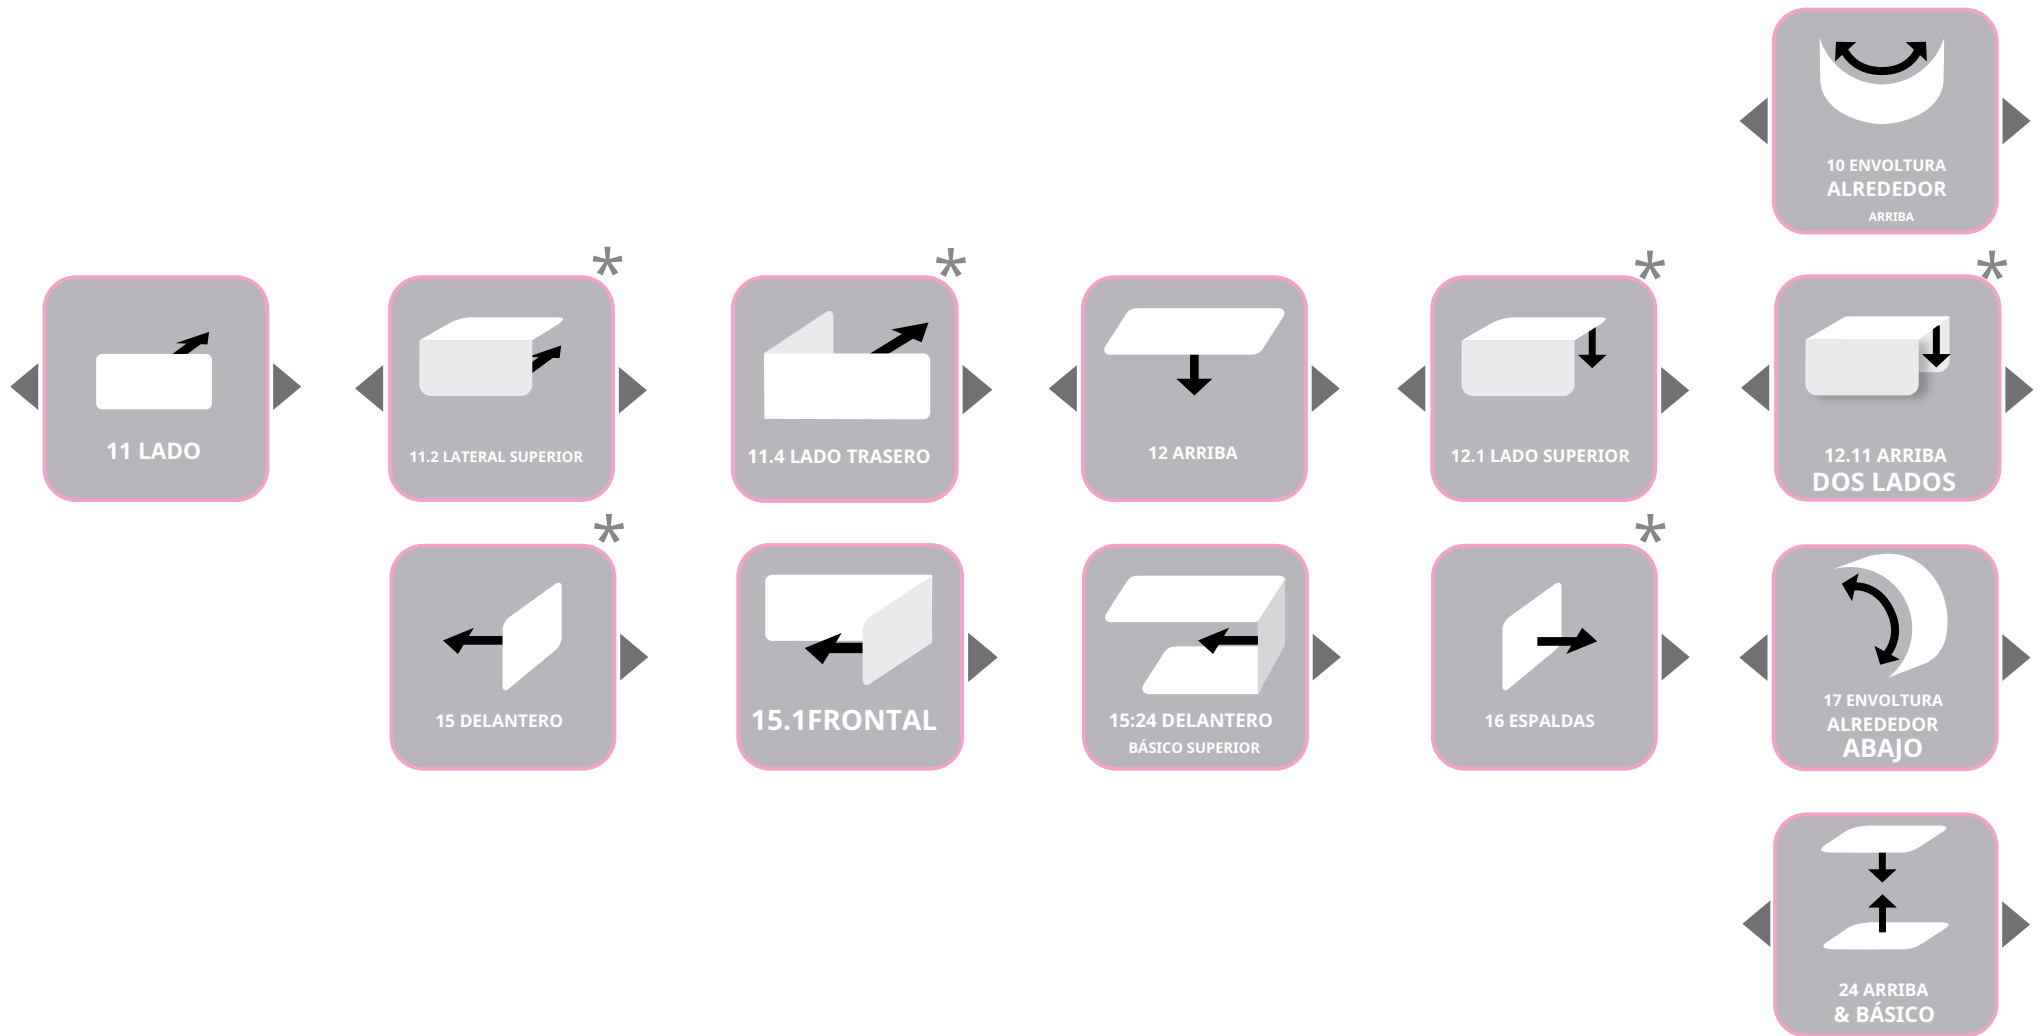 10 ENVOLTURA
ALREDEDOR
ARRIBA
*
*
*
*
11 LADO
11.2 LATERAL SUPERIOR
11.4 LADO TRASERO
12 ARRIBA
12.1 LADO SUPERIOR
12.11 ARRIBA
DOS LADOS
*
*
15 DELANTERO
15.1FRONTAL
15:24 DELANTERO
BÁSICO SUPERIOR
16 ESPALDAS
17 ENVOLTURA
ALREDEDOR
ABAJO
24 ARRIBA
& BÁSICO